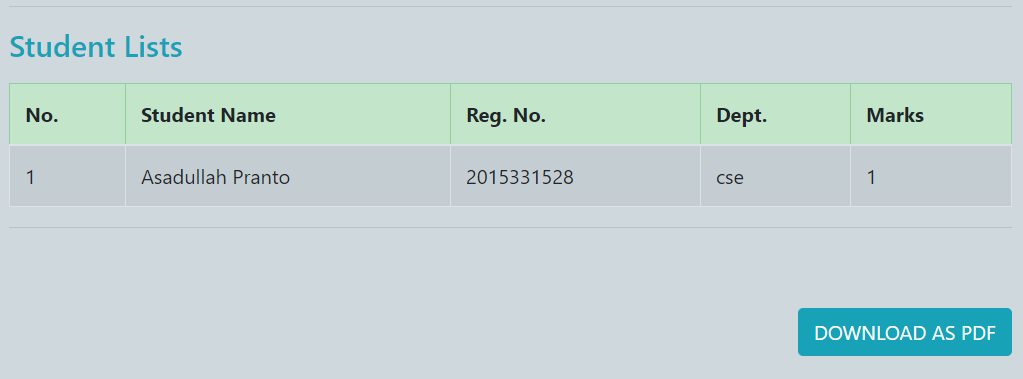 Student Lists
No. Student Name Reg. No. Dept. Marks
1 Asadullah Pranto 2015331528 cse 1
DOWNLOAD AS PDF